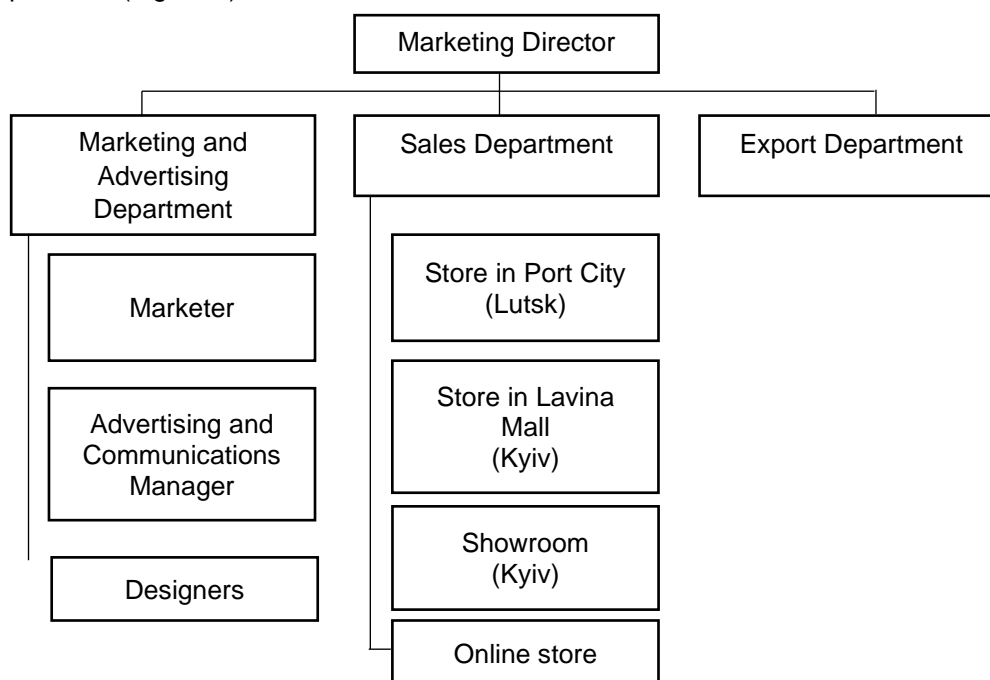 Marketing Director
Marketing and
Advertising
Department
Sales Department
Export Department
Marketer
Advertising and
Communications
Manager
Designers
Store in Port City
(Lutsk)
Store in Lavina
Mall
(Kyiv)
Showroom
(Kyiv)
Online store